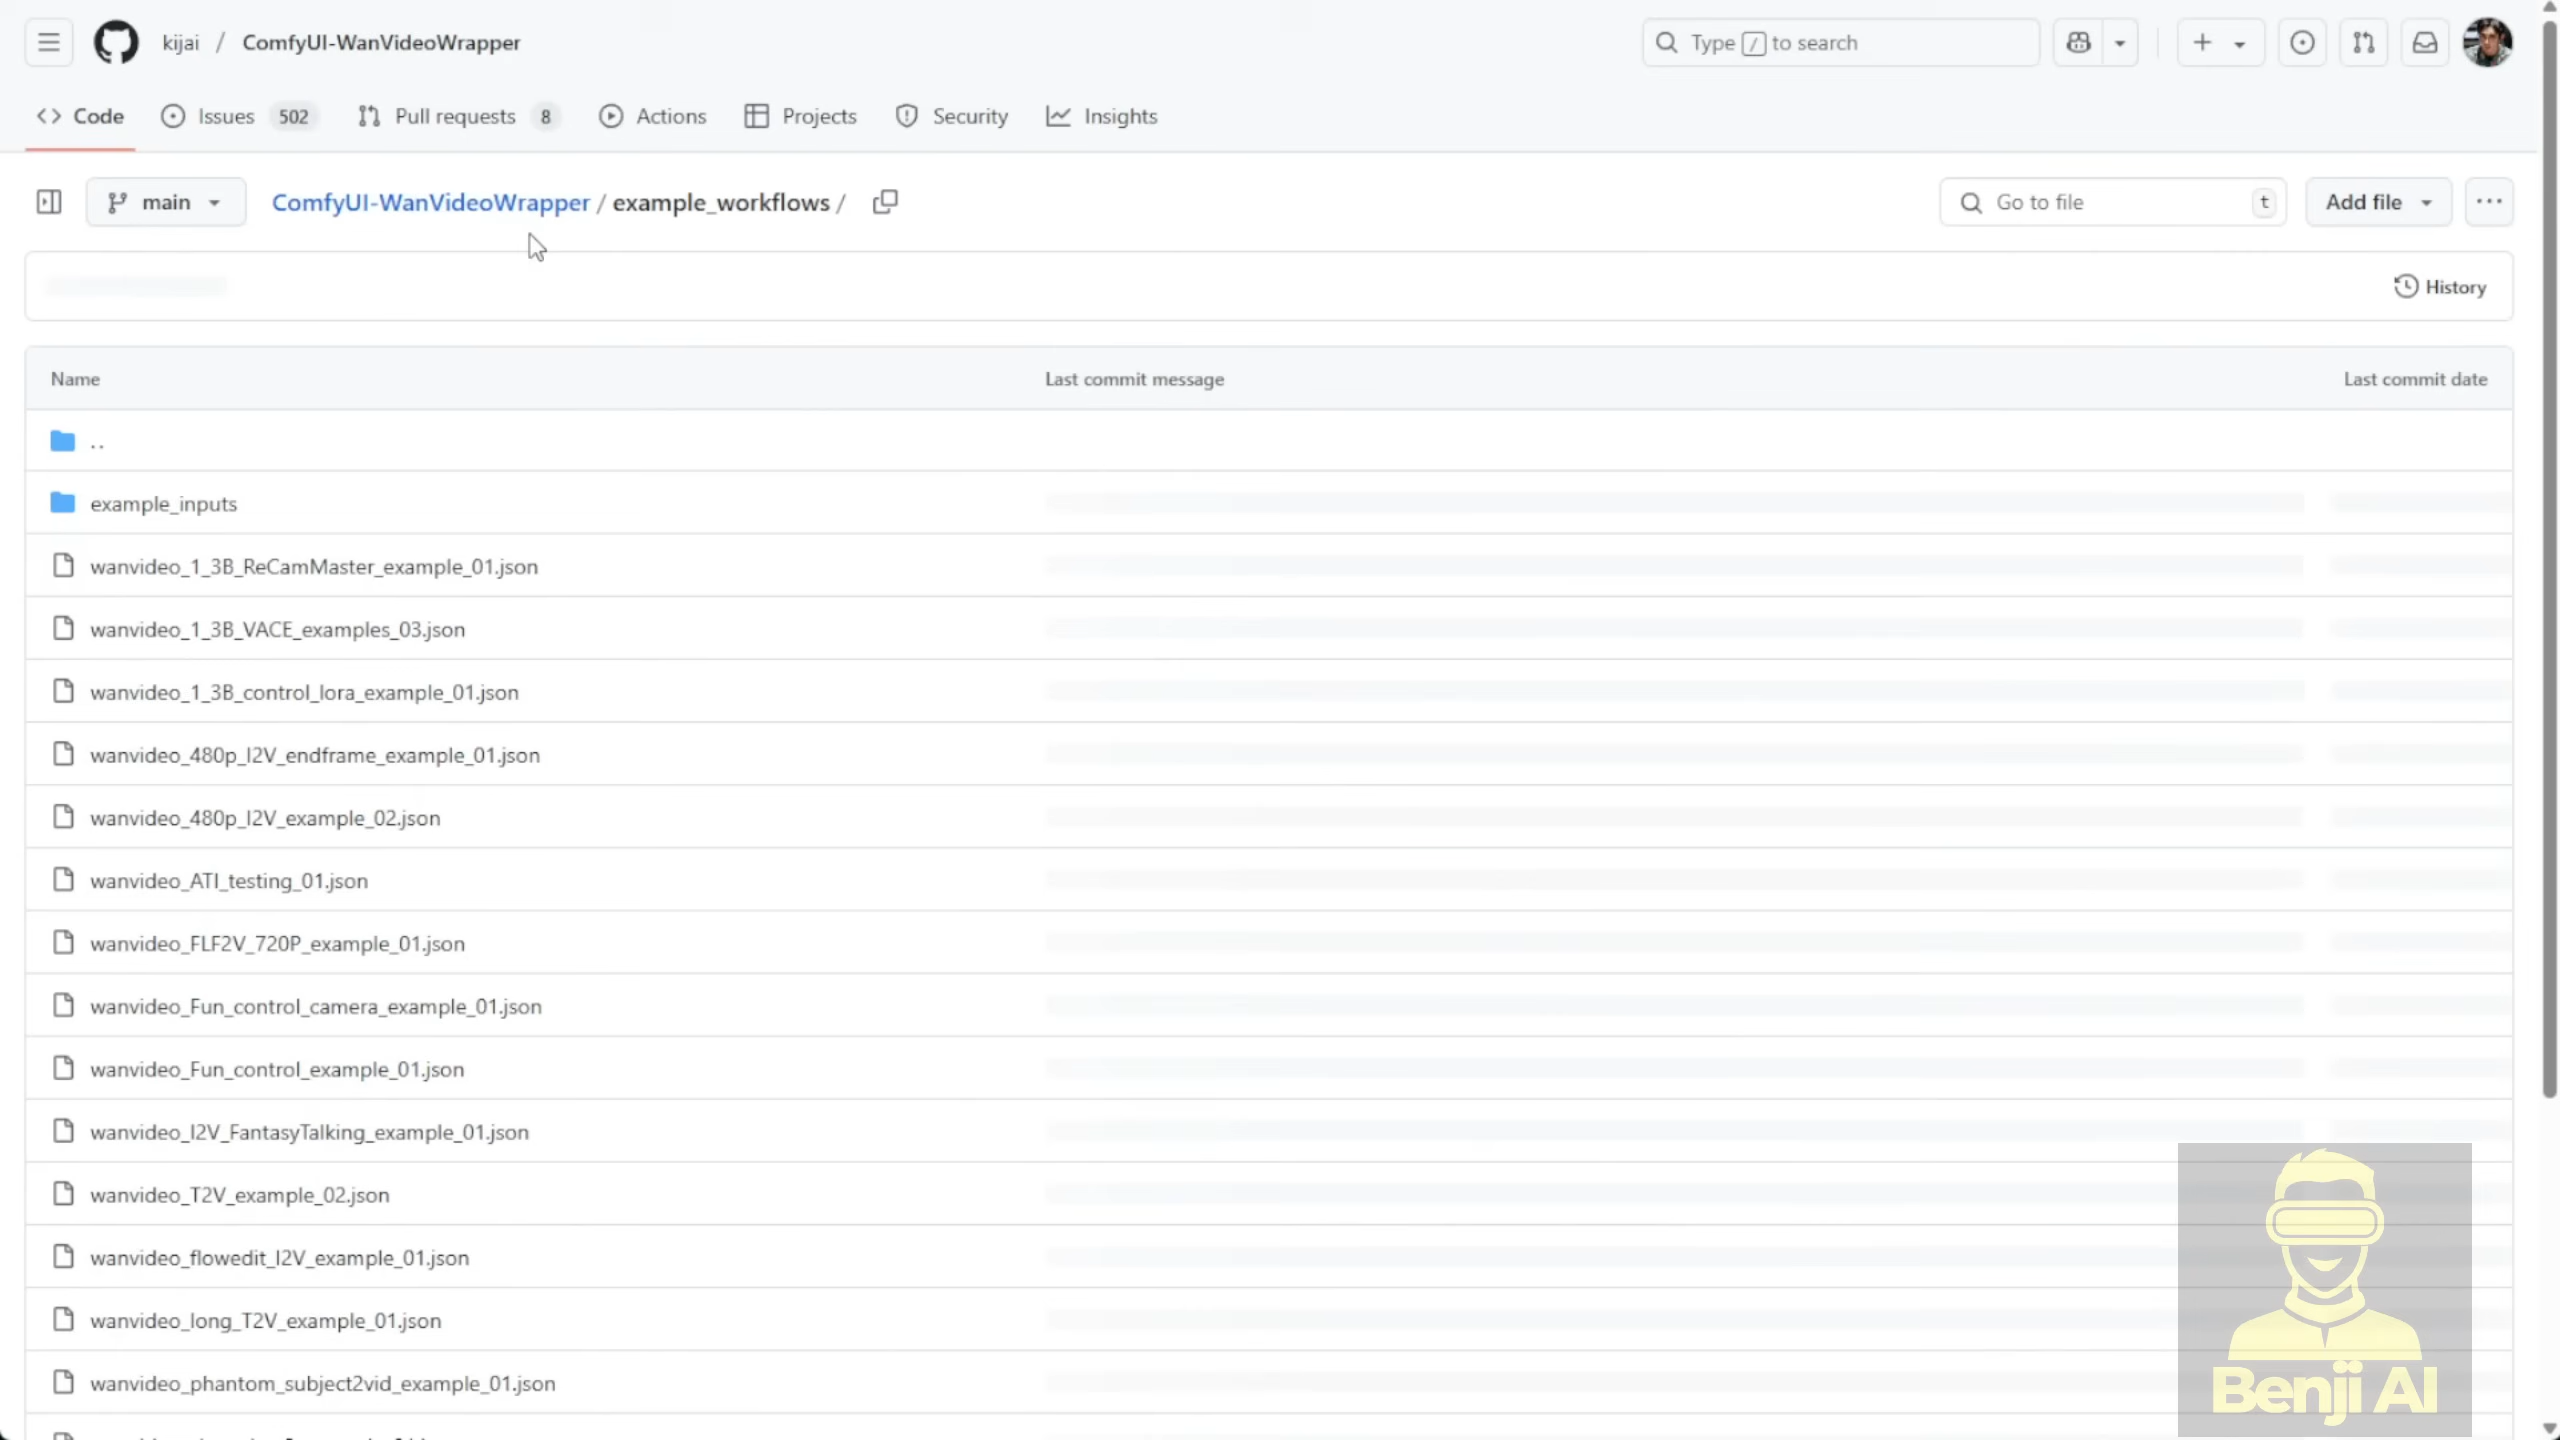 kijai / ComfyUI-WanVideoWrapper
Type / to search
Code
Issues 502
Pull requests 8
Actions
Projects
Security
Insights
main
ComfyUI-WanVideoWrapper / example_workflows /
Go to file t
Add file
History
Name Last commit message Last commit date
..
example_inputs
wanvideo_1_3B_ReCamMaster_example_01.json
wanvideo_1_3B_VACE_examples_03.json
wanvideo_1_3B_control_lora_example_01.json
wanvideo_480p_I2V_endframe_example_01.json
wanvideo_480p_I2V_example_02.json
wanvideo_ATI_testing_01.json
wanvideo_FLF2V_720P_example_01.json
wanvideo_Fun_control_camera_example_01.json
wanvideo_Fun_control_example_01.json
wanvideo_I2V_FantasyTalking_example_01.json
wanvideo_T2V_example_02.json
wanvideo_flowedit_I2V_example_01.json
wanvideo_long_T2V_example_01.json
wanvideo_phantom_subject2vid_example_01.json
Benji AI